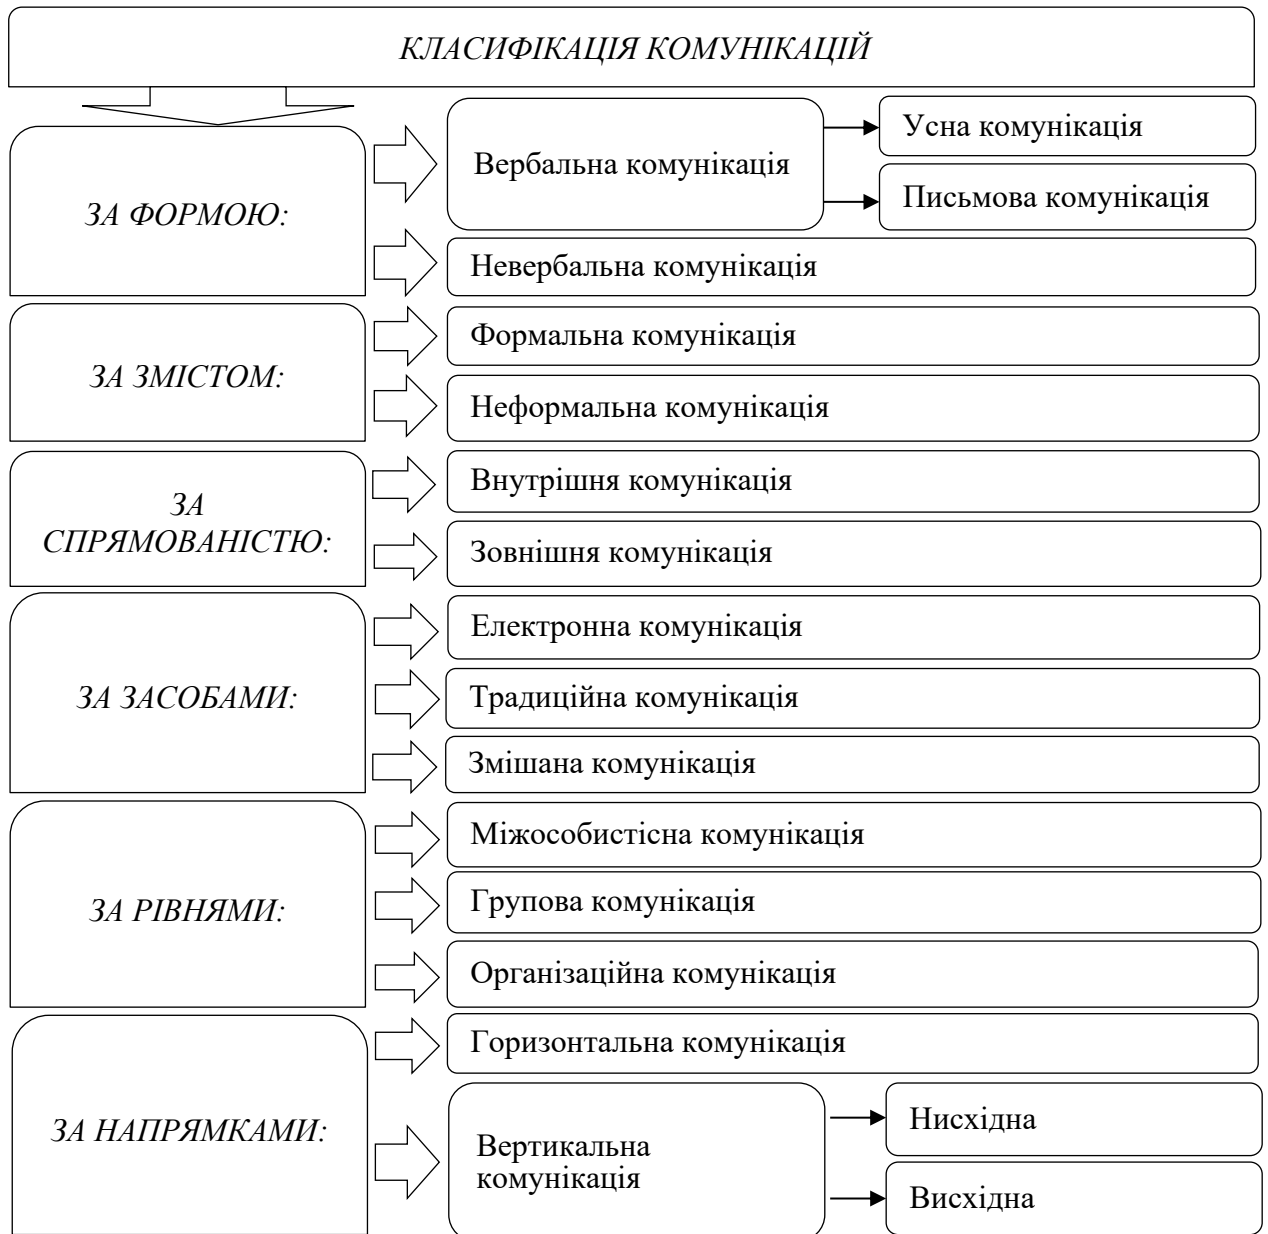 КЛАСИФІКАЦІЯ КОМУНІКАЦІЙ
ЗА ФОРМОЮ:
Вербальна комунікація
Усна комунікація
Письмова комунікація
Невербальна комунікація
ЗА ЗМІСТОМ:
Формальна комунікація
Неформальна комунікація
ЗА
СПРЯМОВАНІСТЮ:
Внутрішня комунікація
Зовнішня комунікація
ЗА ЗАСОБАМИ:
Електронна комунікація
Традиційна комунікація
Змішана комунікація
ЗА РІВНЯМИ:
Міжособистісна комунікація
Групова комунікація
Організаційна комунікація
ЗА НАПРЯМКАМИ:
Горизонтальна комунікація
Вертикальна
комунікація
Нисхідна
Висхідна